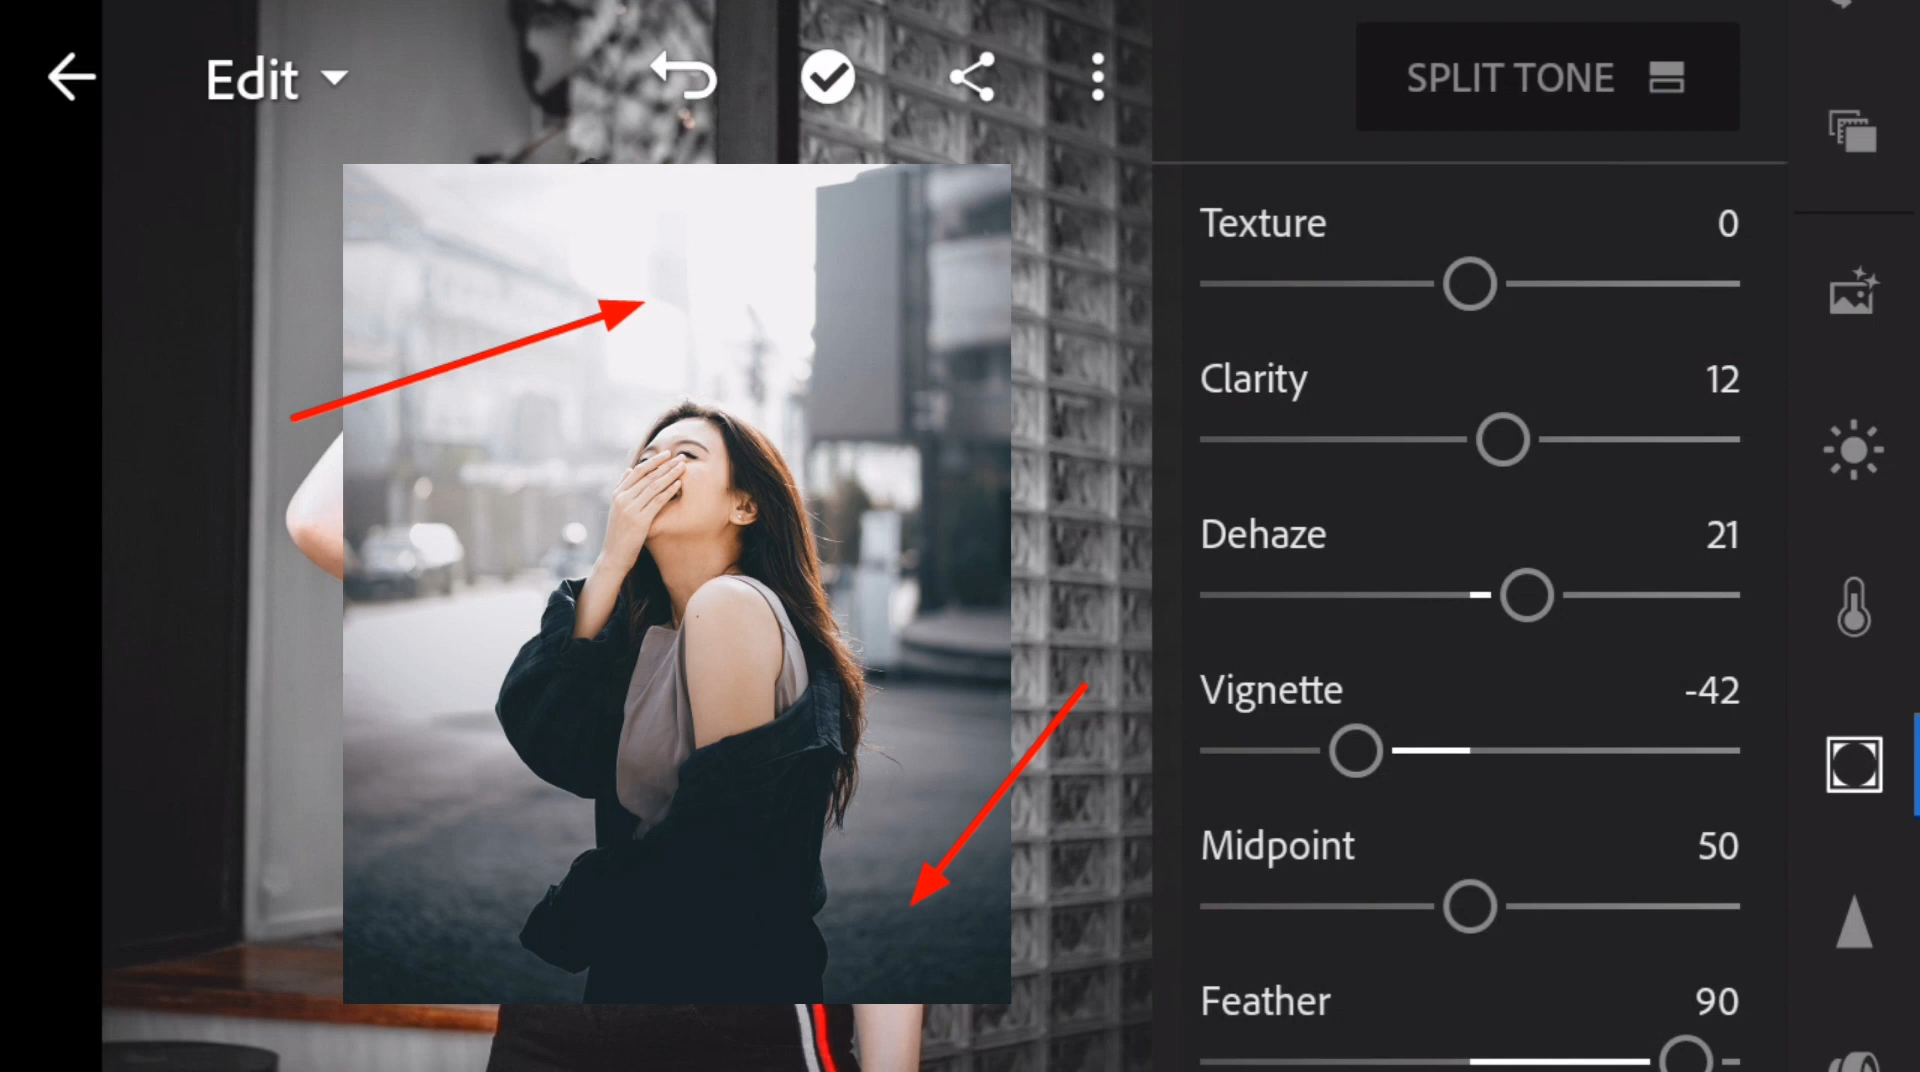 Edit
SPLIT TONE
Texture 0
Clarity 12
Dehaze 21
Vignette -42
Midpoint 50
Feather 90